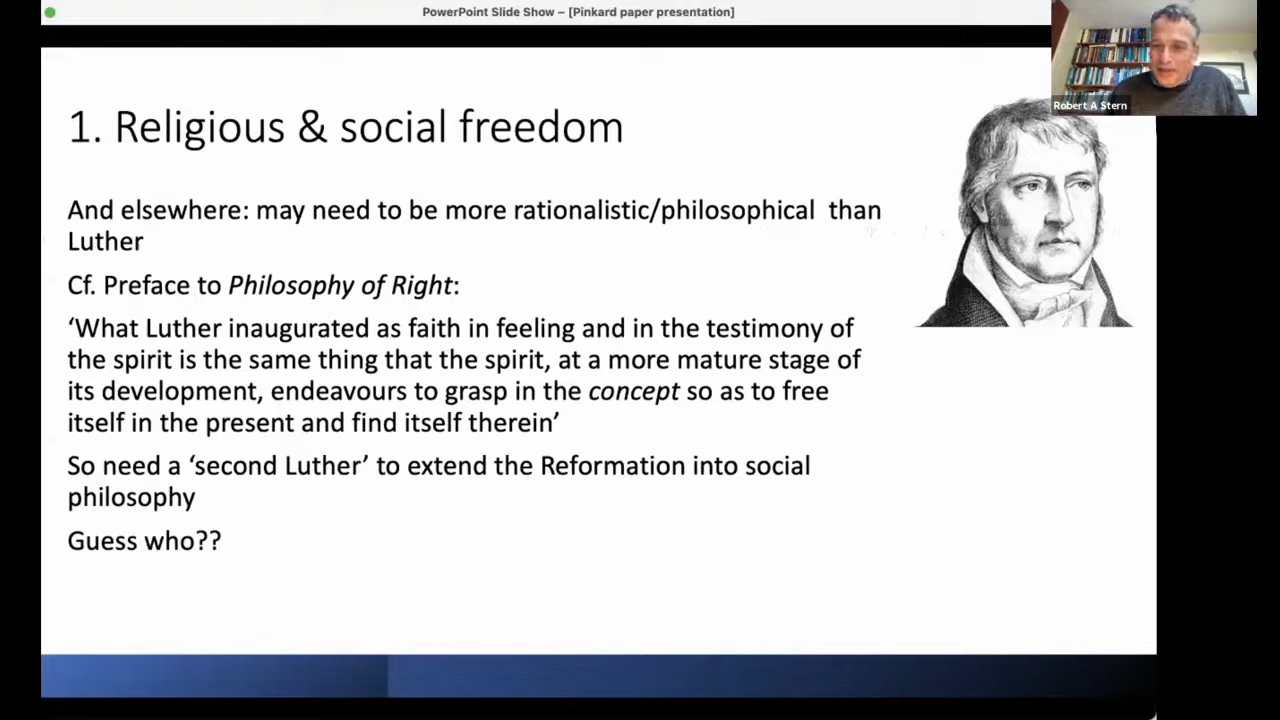 PowerPoint Slide Show – [Pinkard paper presentation]
Robert A Stern
1. Religious & social freedom
And elsewhere: may need to be more rationalistic/philosophical than
Luther
Cf. Preface to Philosophy of Right:
‘What Luther inaugurated as faith in feeling and in the testimony of
the spirit is the same thing that the spirit, at a more mature stage of
its development, endeavours to grasp in the concept so as to free
itself in the present and find itself therein’
So need a ‘second Luther’ to extend the Reformation into social
philosophy
Guess who??